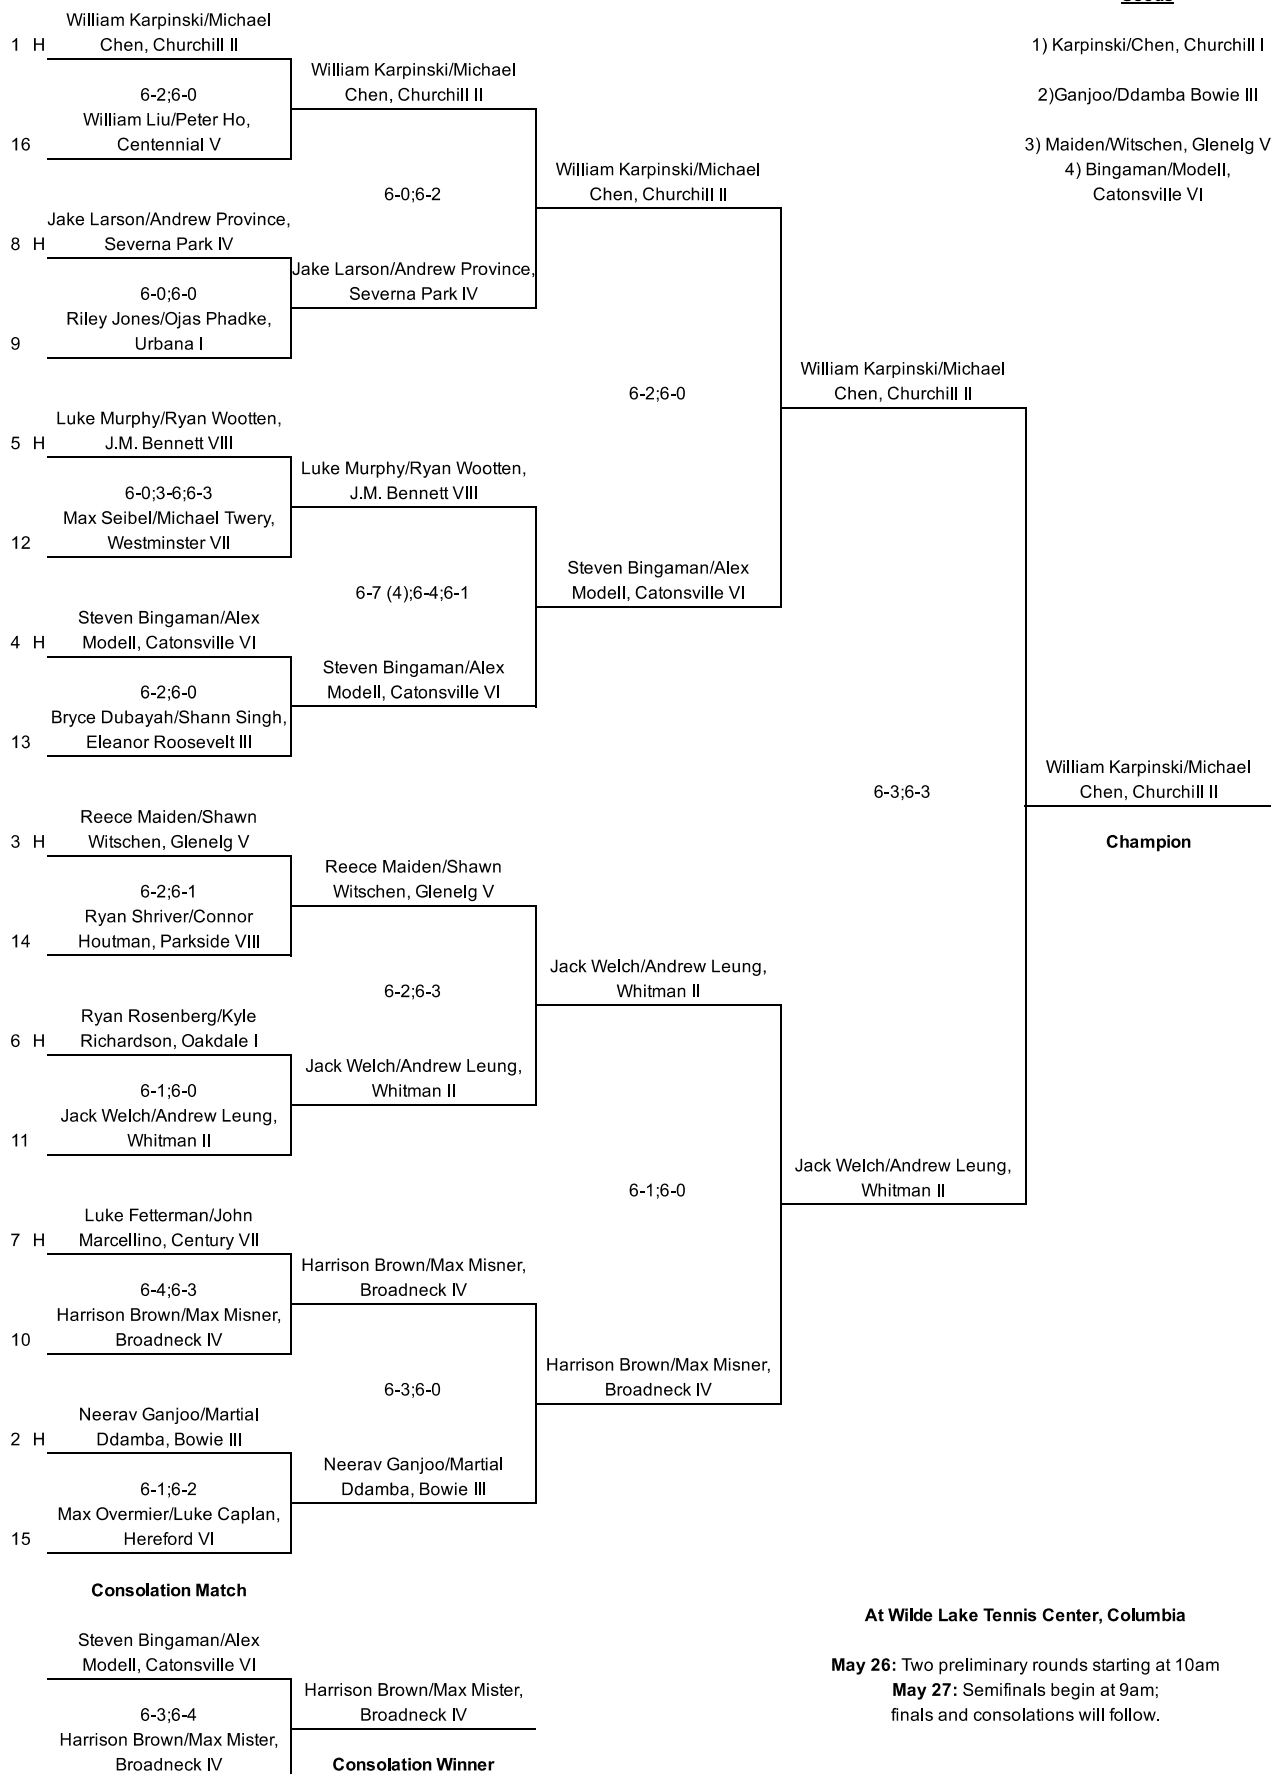 Seeds
William Karpinski/Michael
1 H Chen, Churchill II
1) Karpinski/Chen, Churchill I
William Karpinski/Michael
Chen, Churchill II
6-2;6-0
2)Ganjoo/Ddamba Bowie III
William Liu/Peter Ho,
16 Centennial V
3) Maiden/Witschen, Glenelg V
4) Bingaman/Modell,
Catonsville VI
William Karpinski/Michael
Chen, Churchill II
6-0;6-2
Jake Larson/Andrew Province,
8 H Severna Park IV
Jake Larson/Andrew Province,
Severna Park IV
6-0;6-0
Riley Jones/Ojas Phadke,
9 Urbana I
William Karpinski/Michael
Chen, Churchill II
6-2;6-0
Luke Murphy/Ryan Wootten,
5 H J.M. Bennett VIII
Luke Murphy/Ryan Wootten,
J.M. Bennett VIII
6-0;3-6;6-3
Max Seibel/Michael Twery,
12 Westminster VII
Steven Bingaman/Alex
Modell, Catonsville VI
6-7 (4);6-4;6-1
Steven Bingaman/Alex
4 H Modell, Catonsville VI
Steven Bingaman/Alex
Modell, Catonsville VI
6-2;6-0
Bryce Dubayah/Shann Singh,
13 Eleanor Roosevelt III
William Karpinski/Michael
Chen, Churchill II
6-3;6-3
Champion
Reece Maiden/Shawn
3 H Witschen, Glenelg V
Reece Maiden/Shawn
Witschen, Glenelg V
6-2;6-1
Ryan Shriver/Connor
14 Houtman, Parkside VIII
Jack Welch/Andrew Leung,
Whitman II
6-2;6-3
Ryan Rosenberg/Kyle
6 H Richardson, Oakdale I
Jack Welch/Andrew Leung,
Whitman II
6-1;6-0
Jack Welch/Andrew Leung,
11 Whitman II
Jack Welch/Andrew Leung,
Whitman II
6-1;6-0
Luke Fetterman/John
7 H Marcellino, Century VII
Harrison Brown/Max Misner,
Broadneck IV
6-4;6-3
Harrison Brown/Max Misner,
10 Broadneck IV
Harrison Brown/Max Misner,
Broadneck IV
6-3;6-0
Neerav Ganjoo/Martial
2 H Ddamba, Bowie III
Neerav Ganjoo/Martial
Ddamba, Bowie III
6-1;6-2
Max Overmier/Luke Caplan,
15 Hereford VI
Consolation Match
At Wilde Lake Tennis Center, Columbia
Steven Bingaman/Alex
Modell, Catonsville VI
May 26: Two preliminary rounds starting at 10am
May 27: Semifinals begin at 9am;
finals and consolations will follow.
Harrison Brown/Max Mister,
Broadneck IV
6-3;6-4
Harrison Brown/Max Mister,
Broadneck IV
Consolation Winner